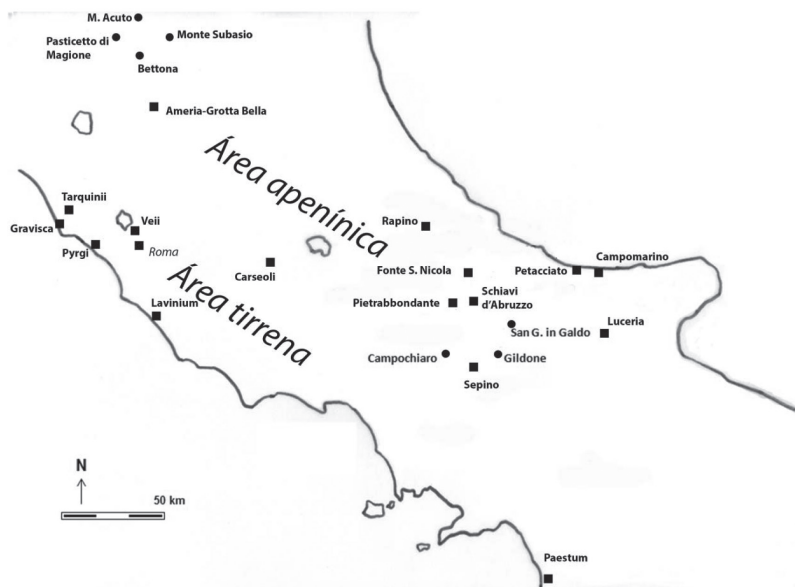 M. Acuto
Pasticetto di
Magione
Monte Subasio
Bettona
Ameria-Grotta Bella
Área apenínica
Tarquinii
Gravisca
Veii
Pyrgi
Roma
Rapino
Carseoli
Fonte S. Nicola
Petacciato
Campomarino
Área tirrena
Lavinium
Pietrabbondante
Schiavi
d'Abruzzo
San G. in Galdo
Luceria
Campochiaro
Gildone
Sepino
N
50 km
Paestum